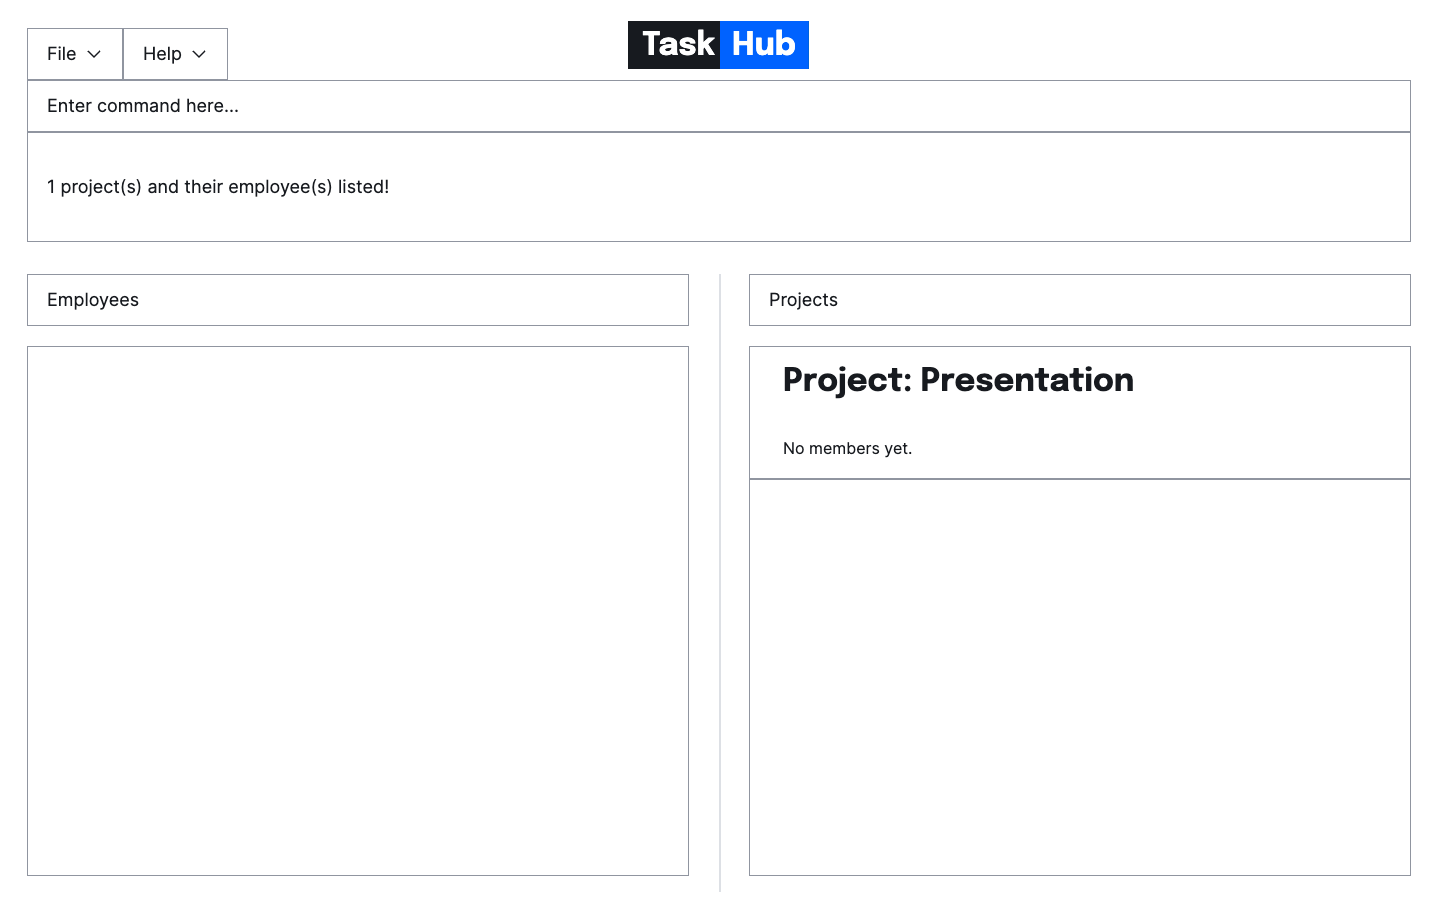 File
Help
Task Hub
Enter command here...
1 project(s) and their employee(s) listed!
Employees
Projects
Project: Presentation
No members yet.